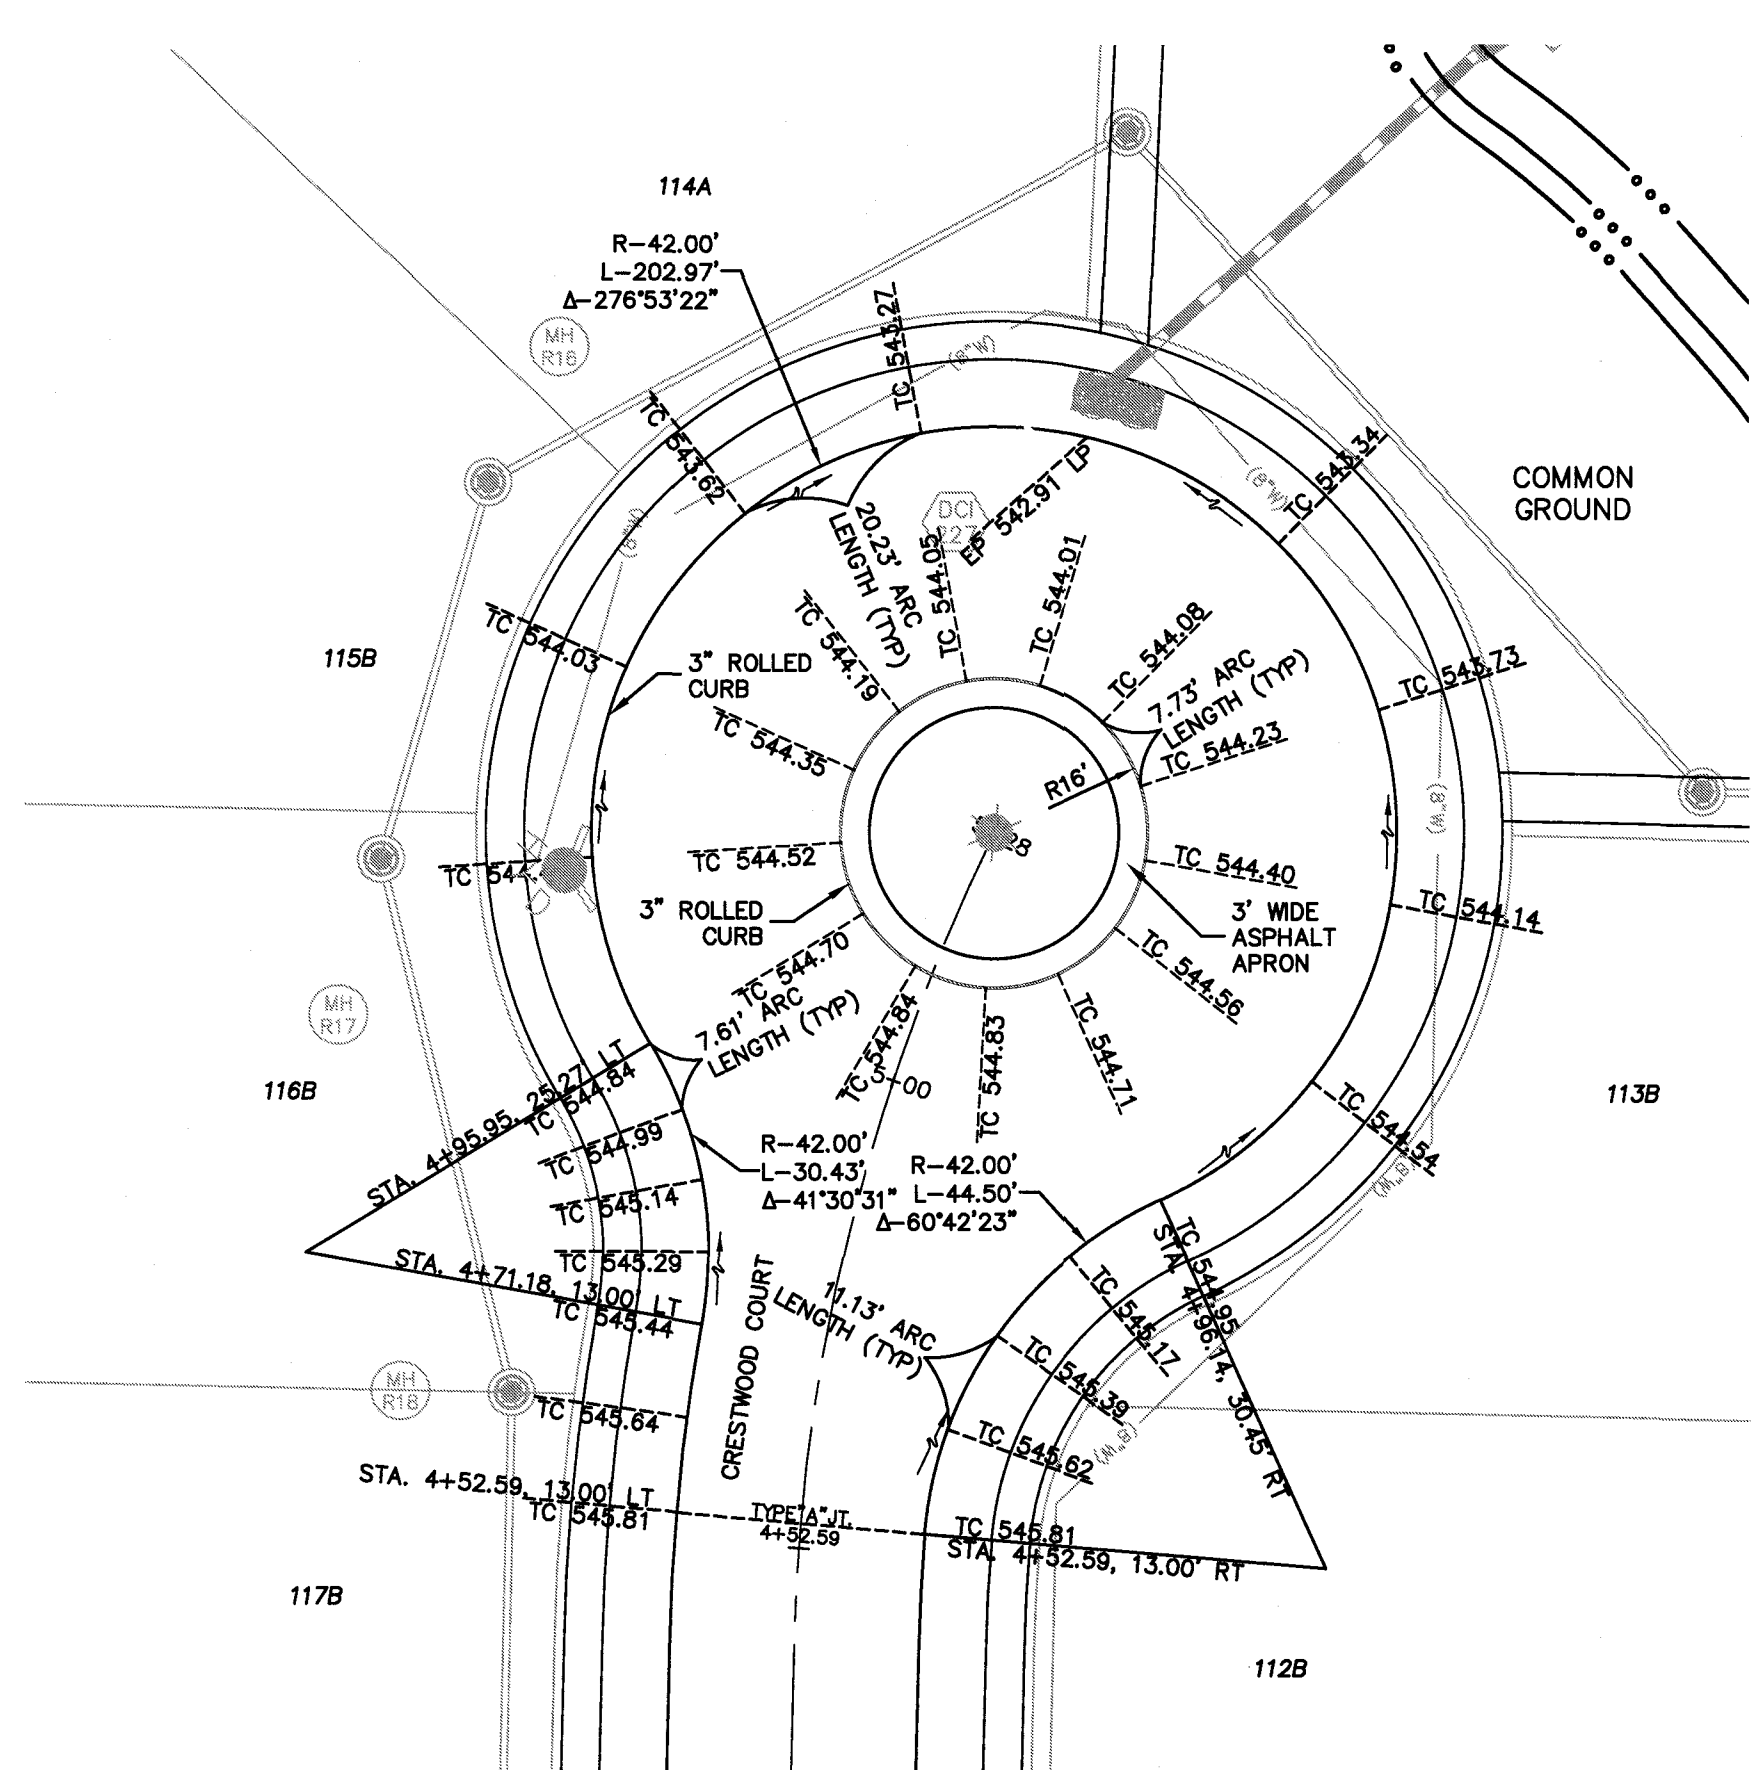 114A
R-42.00'
L-202.97'
Δ-276°53'22"
MH
R16
TC 543.27
(8"W)
TC 543.62
(8"W)
TC 543.34
(8"W)
COMMON
GROUND
DCI
EP 542.91 LP
20.23' ARC
LENGTH (TYP)
TC 544.05
TC 544.01
TC 544.19
TC 544.08
TC 544.03
115B
3" ROLLED
CURB
7.73' ARC
LENGTH (TYP)
TC 543.73
TC 544.35
TC 544.23
R16'
(8"W)
TC 544.52
TC 544.40
3" ROLLED
CURB
3' WIDE
ASPHALT
APRON
TC 544.14
TC 544.70
TC 544.56
7.61' ARC
LENGTH (TYP)
TC 544.84
TC 544.83
TC 544.71
5+00
MH
R17
116B
113B
STA. 4+95.95, 25.27' LT
TC 544.84
TC 544.99
TC 544.54
(8"W)
R-42.00'
L-30.43'
Δ-41°30'31"
R-42.00'
L-44.50'
Δ-60°42'23"
TC 545.14
TC 545.29
STA. 4+71.18, 13.00' LT
TC 545.44
CRESTWOOD COURT
11.13' ARC
LENGTH (TYP)
TC 544.95
STA. 4+96.14, 30.45' RT
TC 545.17
TC 545.39
MH
R18
TC 545.64
TC 545.62
(8"W)
STA. 4+52.59, 13.00' LT
TC 545.81
TYPE "A" JT.
4+52.59
TC 545.81
STA. 4+52.59, 13.00' RT
117B
112B